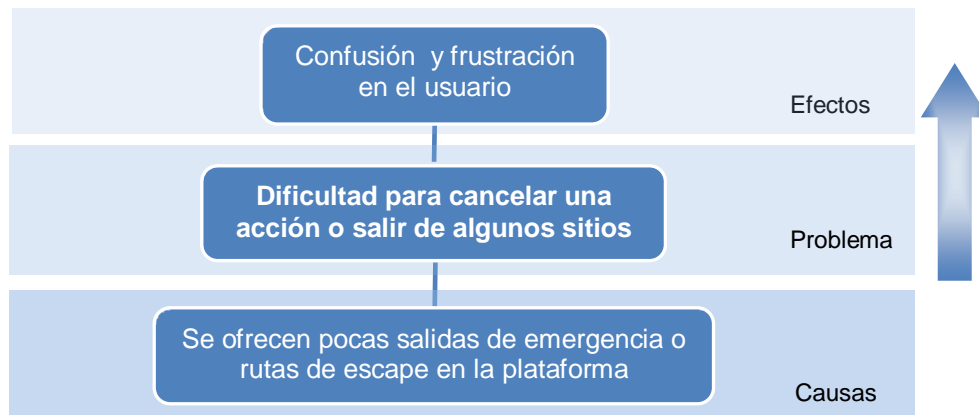 Confusión y frustración
en el usuario
Efectos
Dificultad para cancelar una
acción o salir de algunos sitios
Problema
Se ofrecen pocas salidas de emergencia o
rutas de escape en la plataforma
Causas